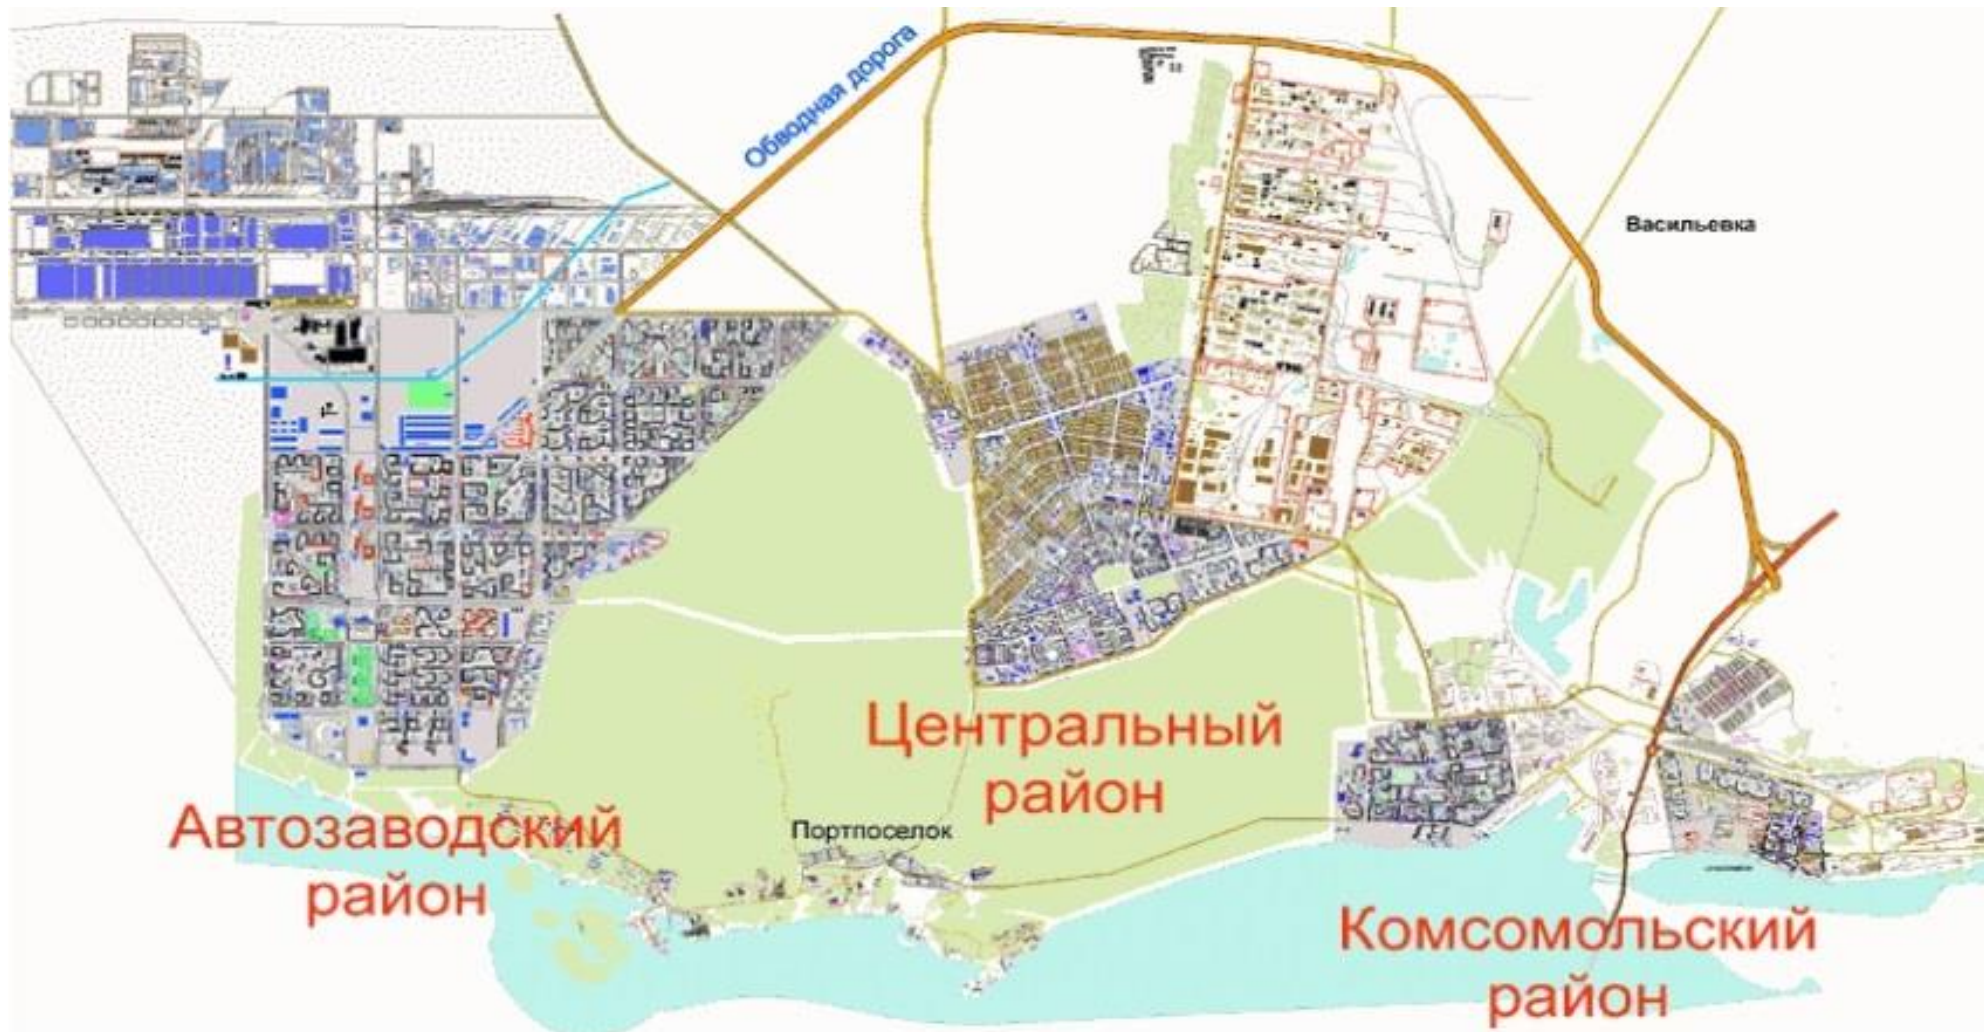 Обводная дорога
Васильевка
Центральный
район
Автозаводский
район
Портпоселок
Комсомольский
район